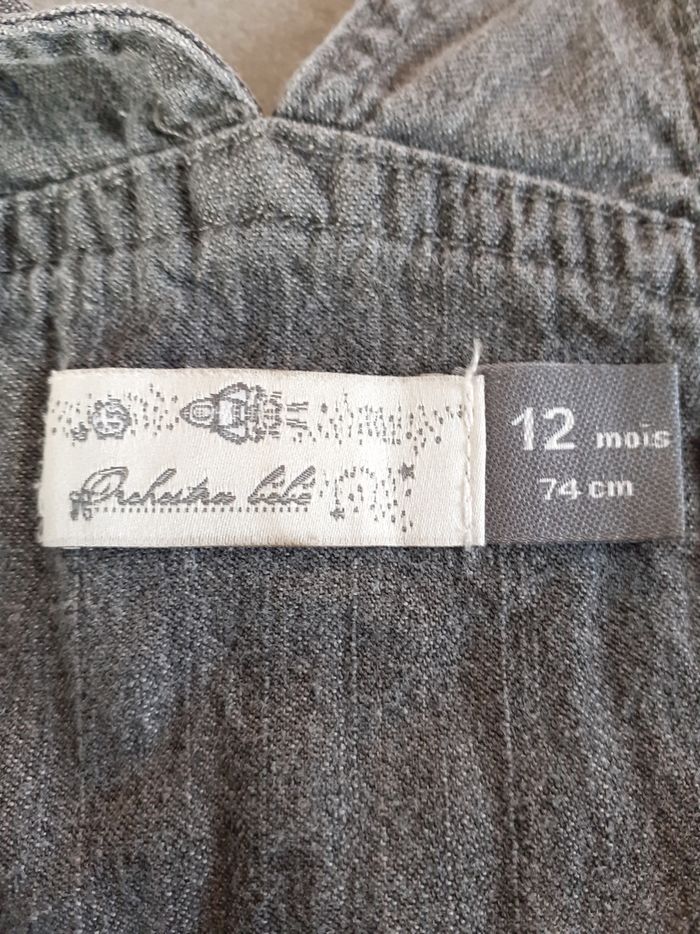 Orchestra bébé
12 mois
74 cm